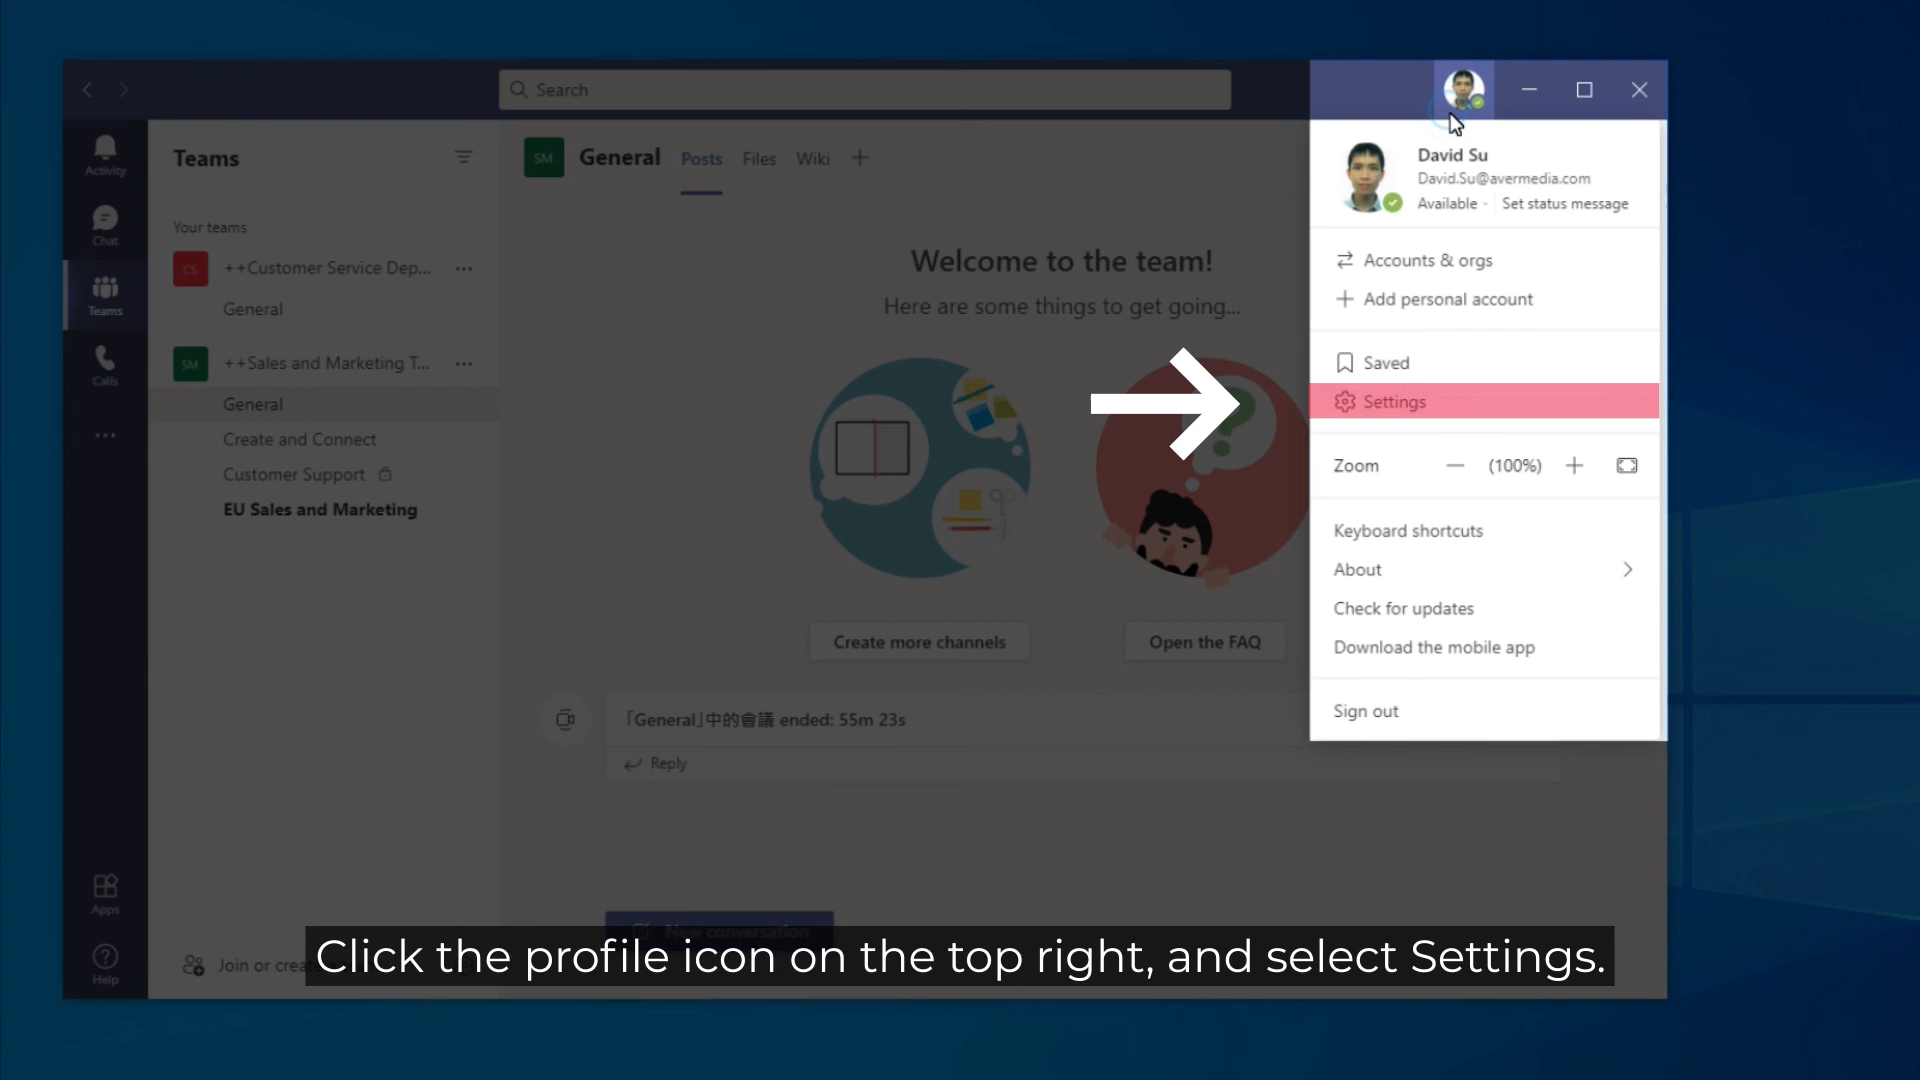 Search
Activity
Chat
Teams
Calls
Apps
Help
Teams
Your teams
CS
++Customer Service Dep...
General
SM
++Sales and Marketing T...
General
Create and Connect
Customer Support
EU Sales and Marketing
SM
General
Posts
Files
Wiki
Welcome to the team!
Here are some things to get going...
Create more channels
Open the FAQ
「General」中的會議 ended: 55m 23s
Reply
New conversation
Join or create
David Su
David.Su@avermedia.com
Available
Set status message
Accounts & orgs
Add personal account
Saved
Settings
Zoom
(100%)
Keyboard shortcuts
About
Check for updates
Download the mobile app
Sign out
Click the profile icon on the top right, and select Settings.